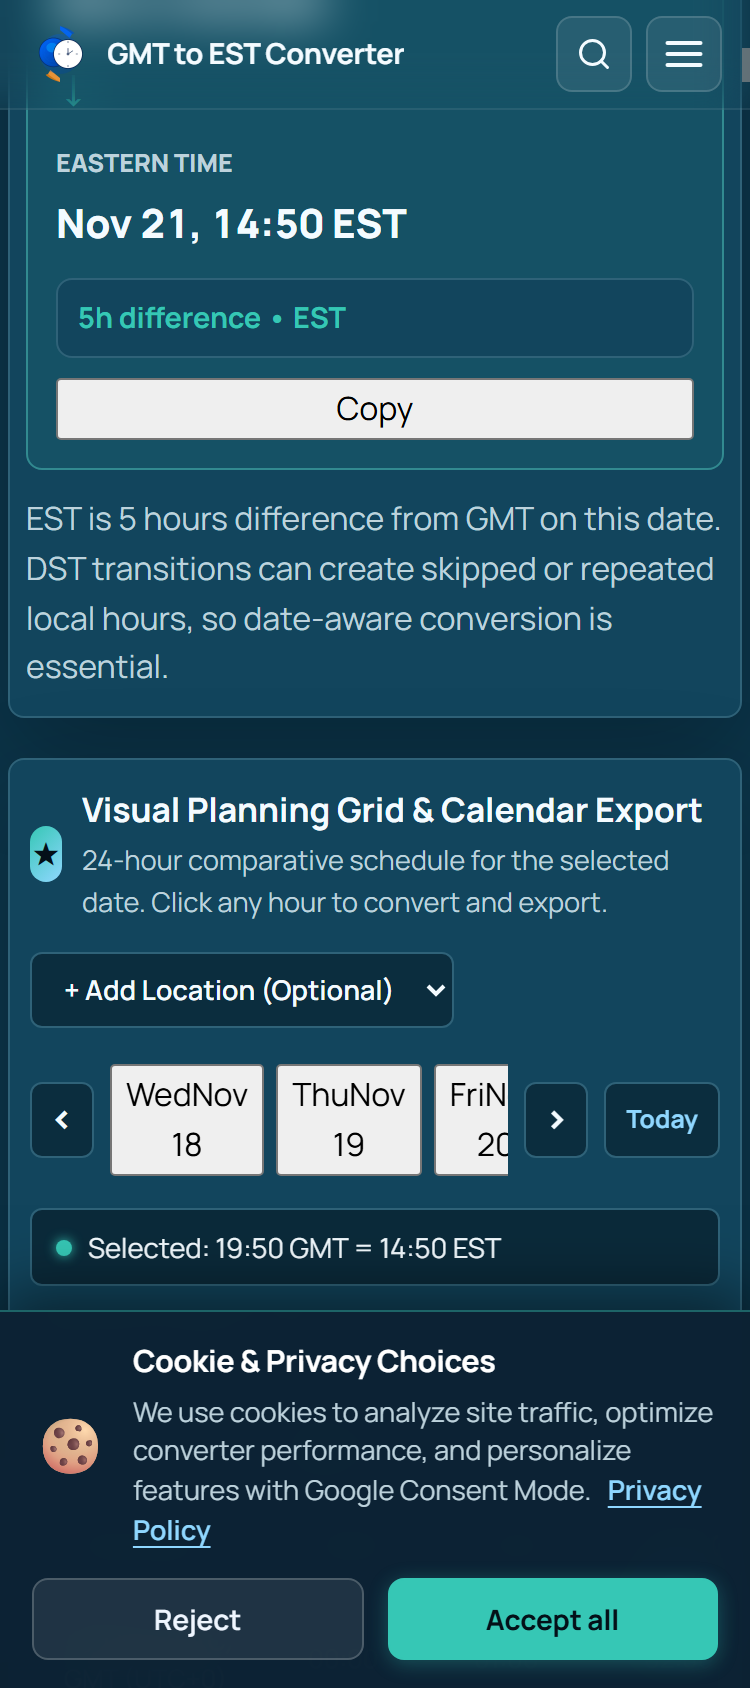 GMT to EST Converter
EASTERN TIME
Nov 21, 14:50 EST
5h difference • EST
Copy
EST is 5 hours difference from GMT on this date.
DST transitions can create skipped or repeated
local hours, so date-aware conversion is
essential.
Visual Planning Grid & Calendar Export
24-hour comparative schedule for the selected
date. Click any hour to convert and export.
+ Add Location (Optional)
WedNov
18
ThuNov
19
FriN
20
Today
Selected: 19:50 GMT = 14:50 EST
Cookie & Privacy Choices
We use cookies to analyze site traffic, optimize
converter performance, and personalize
features with Google Consent Mode. Privacy
Policy
Reject
Accept all